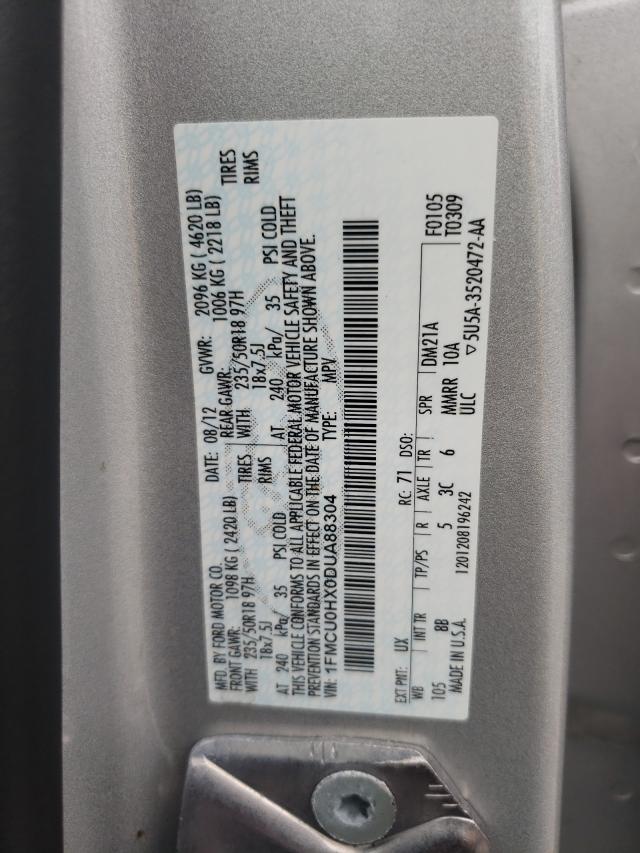 MFD. BY FORD MOTOR CO. DATE: 08/12 GVWR: 2096 KG ( 4620 LB)
FRONT GAWR: 1098 KG ( 2420 LB) REAR GAWR: 1006 KG ( 2218 LB)
WITH 235/50R18 97H TIRES WITH 235/50R18 97H TIRES
18x7.5J RIMS 18x7.5J RIMS
AT 240 kPa/ 35 PSI COLD AT 240 kPa/ 35 PSI COLD
THIS VEHICLE CONFORMS TO ALL APPLICABLE FEDERAL MOTOR VEHICLE SAFETY AND THEFT
PREVENTION STANDARDS IN EFFECT ON THE DATE OF MANUFACTURE SHOWN ABOVE.
VIN: 1FMCU0HX0DUA88304 TYPE: MPV
F0105
T0309
EXT PNT: UX RC: 71 DSO:
WB INT TR TP/PS R AXLE TR SPR DM21A
105 8B 5 3C 6 MMRR 10A
MADE IN U.S.A. 1201208196242 ULC ▽5U5A-3520472-AA